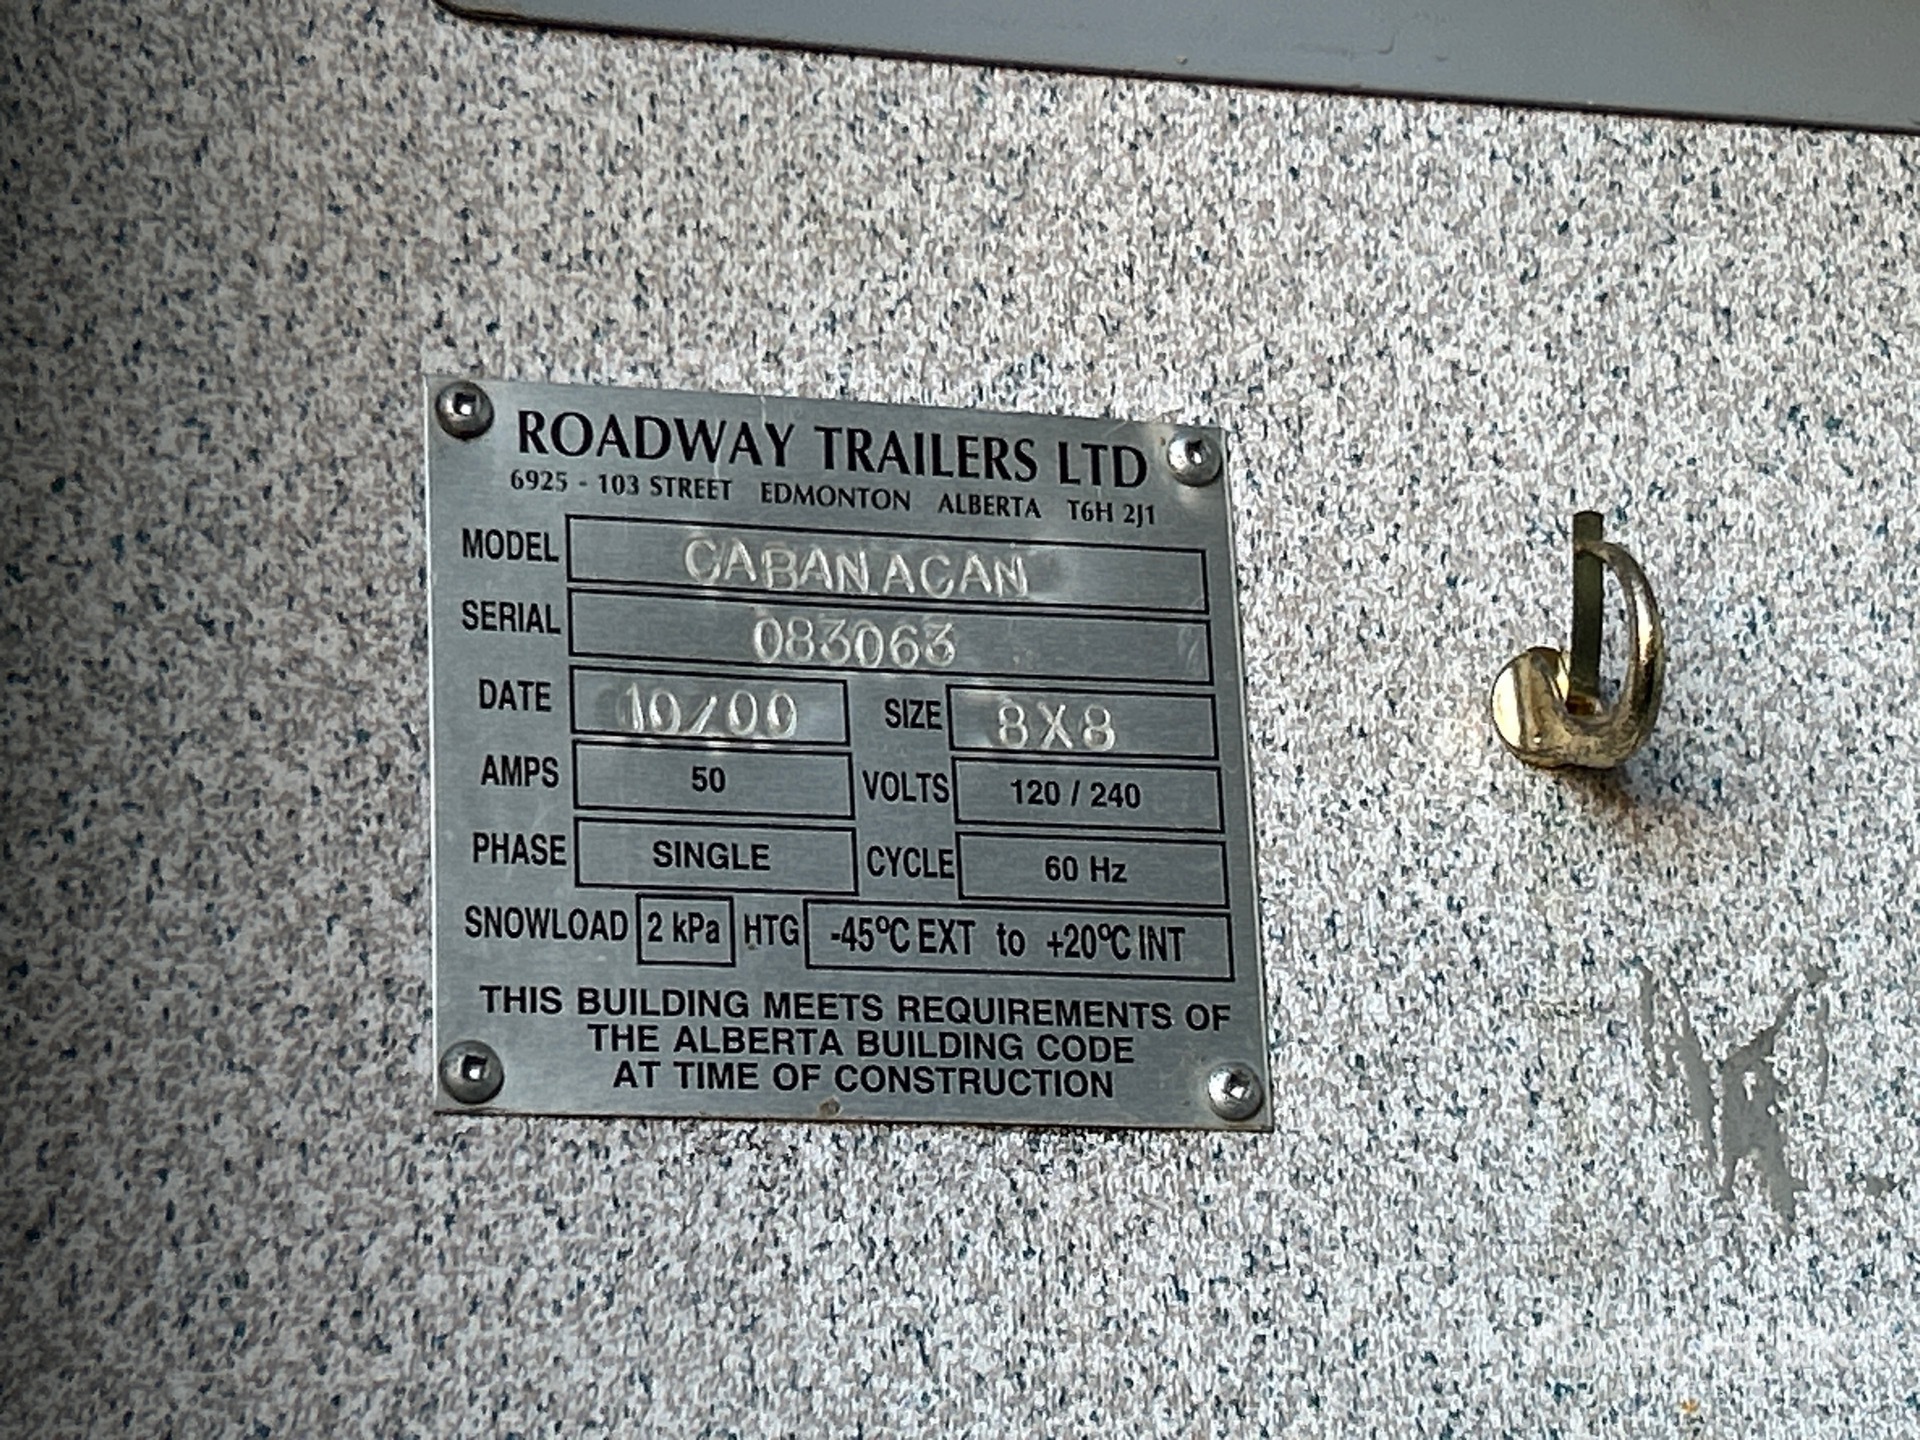 ROADWAY TRAILERS LTD
6925 - 103 STREET EDMONTON ALBERTA T6H 2J1
MODEL CABANACAN
SERIAL 083063
DATE 10/00 SIZE 8X8
AMPS 50 VOLTS 120 / 240
PHASE SINGLE CYCLE 60 Hz
SNOWLOAD 2 kPa HTG -45°C EXT to +20°C INT
THIS BUILDING MEETS REQUIREMENTS OF
THE ALBERTA BUILDING CODE
AT TIME OF CONSTRUCTION